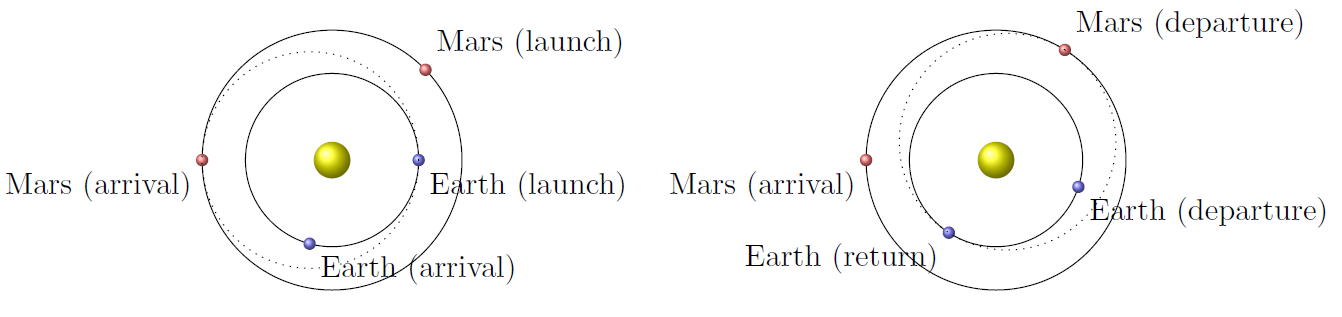 Mars (launch)
Mars (arrival)
Earth (launch)
Earth (arrival)
Mars (departure)
Mars (arrival)
Earth (departure)
Earth (return)